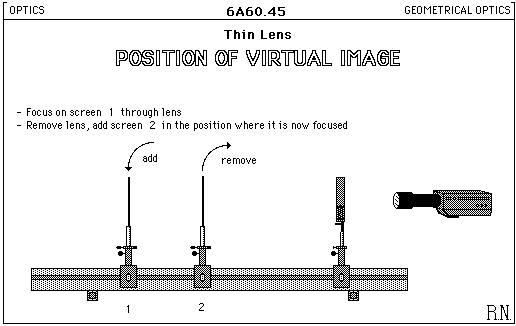 OPTICS 6A60.45 GEOMETRICAL OPTICS
Thin Lens
POSITION OF VIRTUAL IMAGE
- Focus on screen 1 through lens
- Remove lens, add screen 2 in the position where it is now focused
add remove
1 2
R.N.